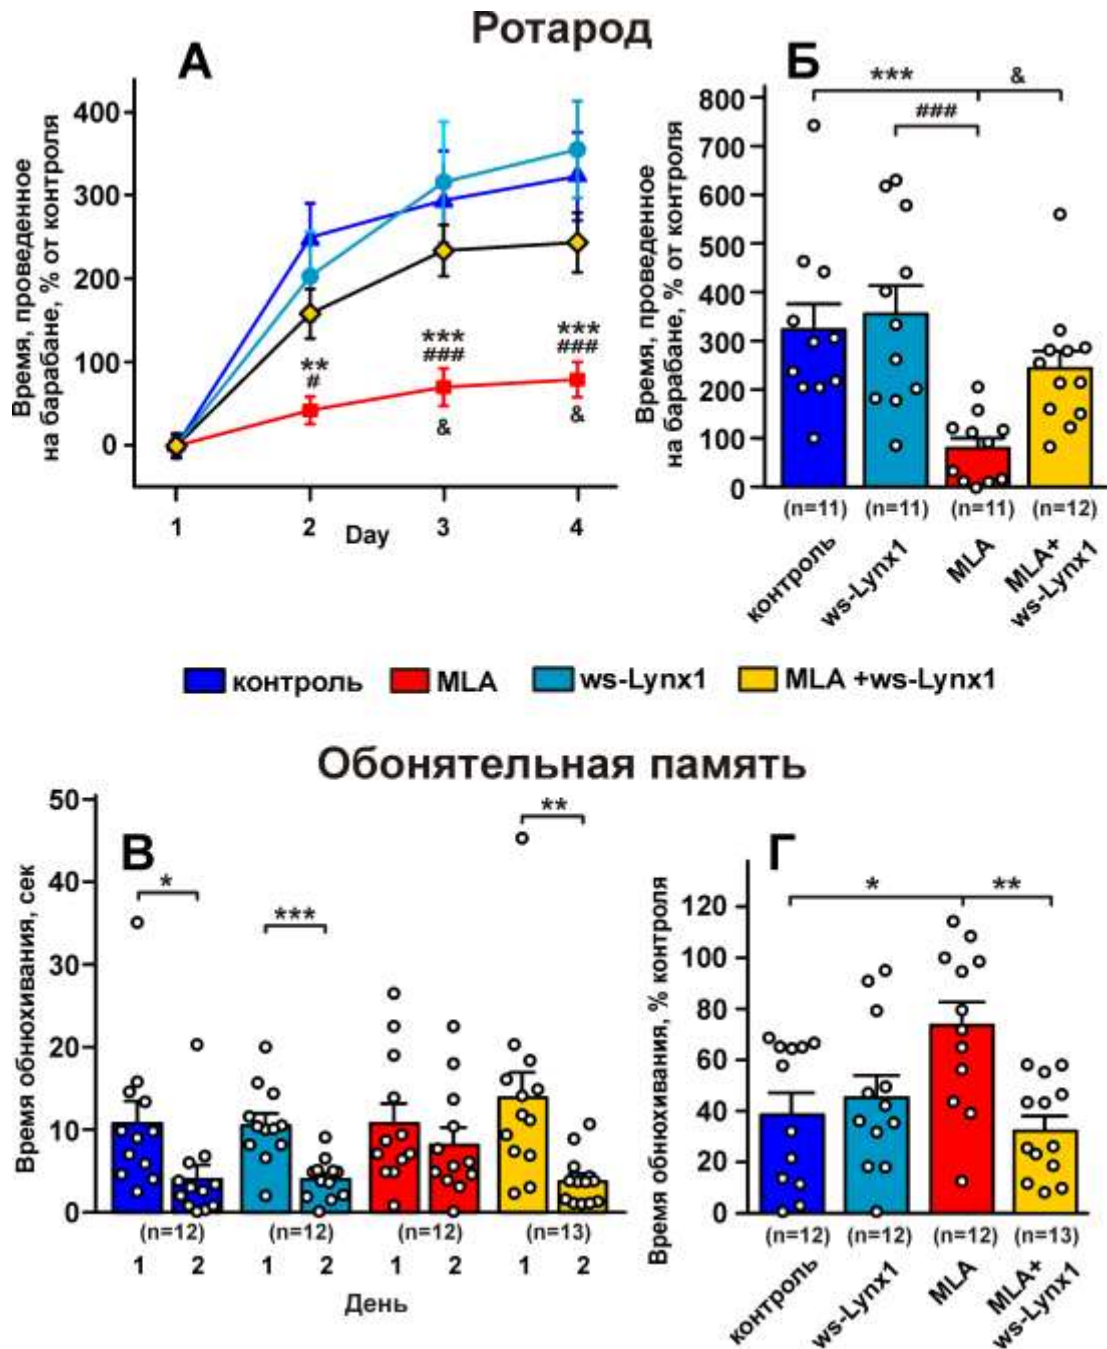 Ротарод
А
Время, проведенное
на барабане, % от контроля
400
300
200
100
0
**
#
***
###
&
***
###
&
1
2
3
4
Day
Б
Время, проведенное
на барабане, % от контроля
800
700
600
500
400
300
200
100
0
***
&
###
(n=11)
(n=11)
(n=11)
(n=12)
контроль
ws-Lynx1
MLA
MLA+
ws-Lynx1
контроль
MLA
ws-Lynx1
MLA +ws-Lynx1
Обонятельная память
В
Время обнюхивания, сек
50
40
30
20
10
0
*
***
**
(n=12)
(n=12)
(n=12)
(n=13)
1
2
1
2
1
2
1
2
День
Г
Время обнюхивания, % контроля
120
100
80
60
40
20
0
*
**
(n=12)
(n=12)
(n=12)
(n=13)
контроль
ws-Lynx1
MLA
MLA+
ws-Lynx1